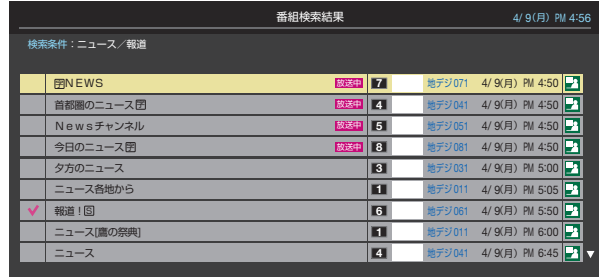 番組検索結果 4/ 9(月) PM 4:56
検索条件：ニュース／報道
字NEWS 放送中 7 地デジ071 4/ 9(月) PM 4:50
首都圏のニュース字 放送中 4 地デジ041 4/ 9(月) PM 4:50
Newsチャンネル 放送中 5 地デジ051 4/ 9(月) PM 4:50
今日のニュース字 放送中 8 地デジ081 4/ 9(月) PM 4:50
夕方のニュース 3 地デジ031 4/ 9(月) PM 5:00
ニュース各地から 1 地デジ011 4/ 9(月) PM 5:05
報道！S 6 地デジ061 4/ 9(月) PM 5:50
ニュース[鷹の祭典] 1 地デジ011 4/ 9(月) PM 6:00
ニュース 4 地デジ041 4/ 9(月) PM 6:45